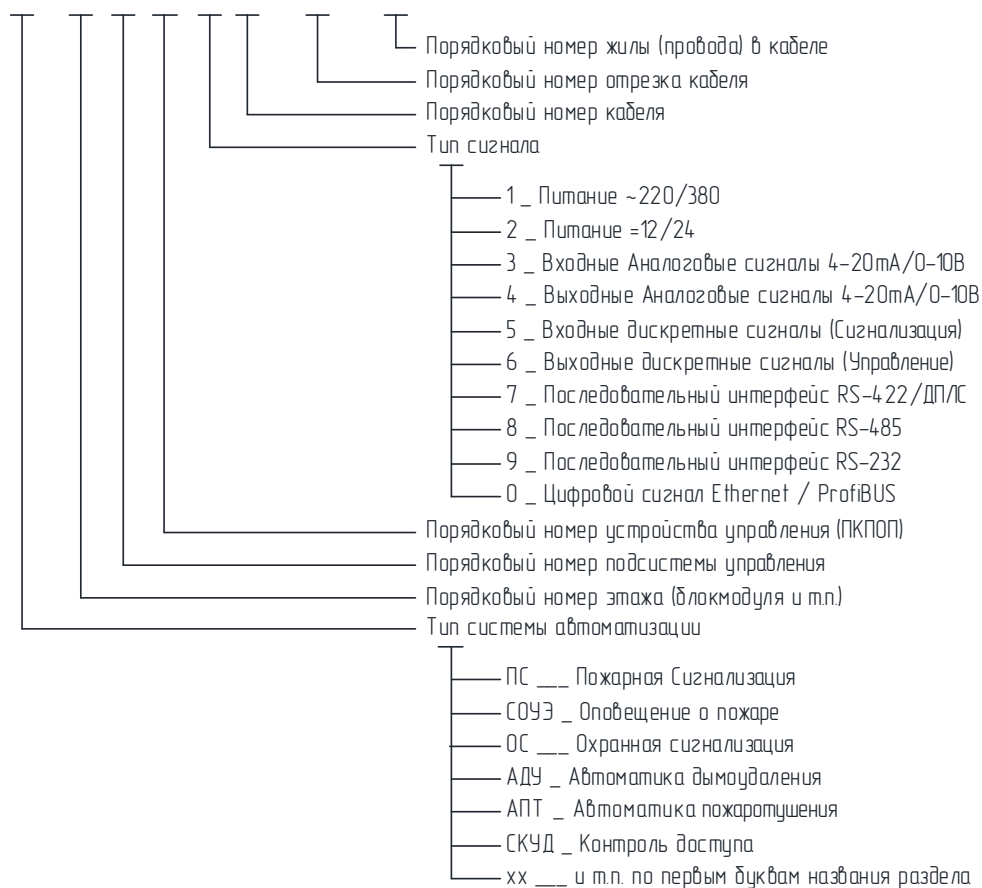 Порядковый номер жилы (провода) в кабеле
Порядковый номер отрезка кабеля
Порядковый номер кабеля
Тип сигнала
1 _ Питание ~220/380
2 _ Питание =12/24
3 _ Входные Аналоговые сигналы 4-20mA/0-10В
4 _ Выходные Аналоговые сигналы 4-20mA/0-10В
5 _ Входные дискретные сигналы (Сигнализация)
6 _ Выходные дискретные сигналы (Управление)
7 _ Последовательный интерфейс RS-422/ДПЛС
8 _ Последовательный интерфейс RS-485
9 _ Последовательный интерфейс RS-232
0 _ Цифровой сигнал Ethernet / ProfiBUS
Порядковый номер устройства управления (ПКПОП)
Порядковый номер подсистемы управления
Порядковый номер этажа (блокмодуля и т.п.)
Тип системы автоматизации
ПС ___ Пожарная Сигнализация
СОУЭ _ Оповещение о пожаре
ОС ___ Охранная сигнализация
АДУ _ Автоматика дымоудаления
АПТ _ Автоматика пожаротушения
СКУД _ Контроль доступа
хх ___ и т.п. по первым буквам названия раздела